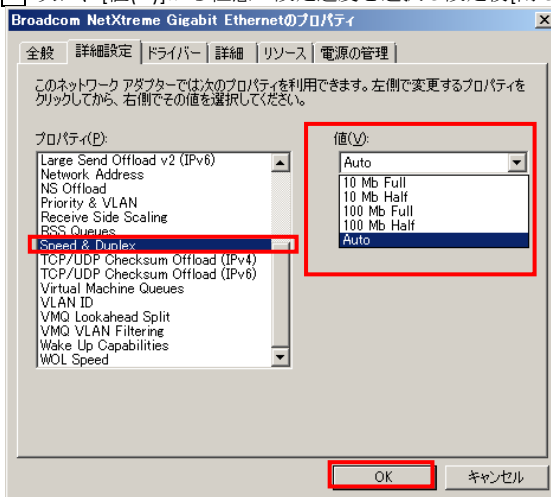 Broadcom NetXtreme Gigabit Ethernetのプロパティ
全般 詳細設定 ドライバー 詳細 リソース 電源の管理
このネットワーク アダプターでは次のプロパティを利用できます。左側で変更するプロパティを
クリックしてから、右側でその値を選択してください。
プロパティ(P):
Large Send Offload v2 (IPv6)
Network Address
NS Offload
Priority & VLAN
Receive Side Scaling
RSS Queues
Speed & Duplex
TCP/UDP Checksum Offload (IPv4)
TCP/UDP Checksum Offload (IPv6)
Virtual Machine Queues
VLAN ID
VMQ Lookahead Split
VMQ VLAN Filtering
Wake Up Capabilities
WOL Speed
値(V):
Auto
10 Mb Full
10 Mb Half
100 Mb Full
100 Mb Half
Auto
OK キャンセル